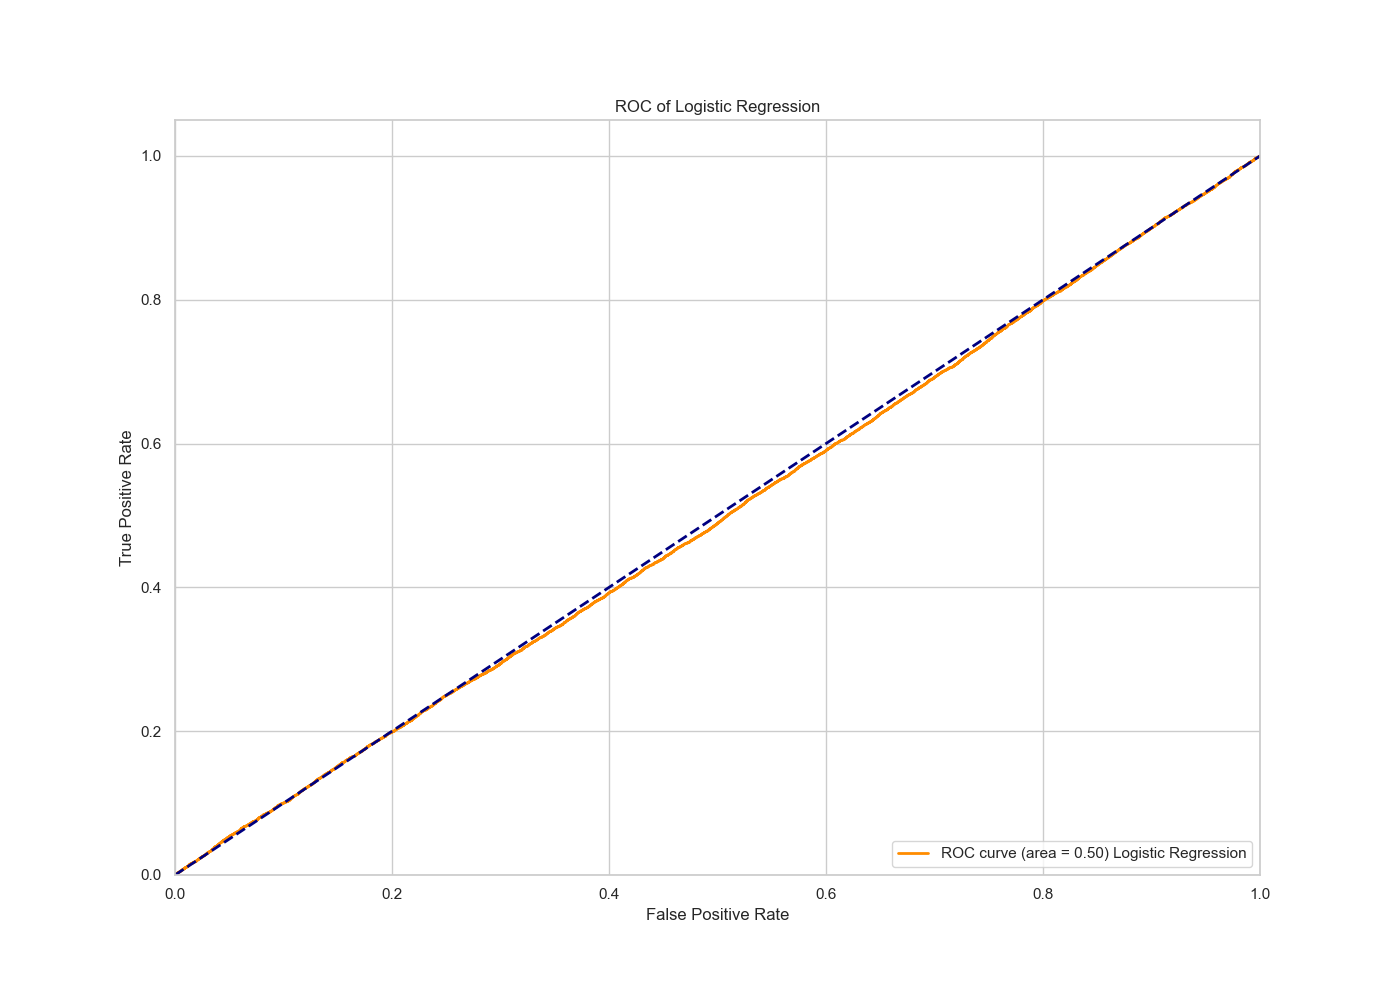 ROC of Logistic Regression
1.0
0.8
0.6
0.4
0.2
0.0
True Positive Rate
ROC curve (area = 0.50) Logistic Regression
0.0 0.2 0.4 0.6 0.8 1.0
False Positive Rate